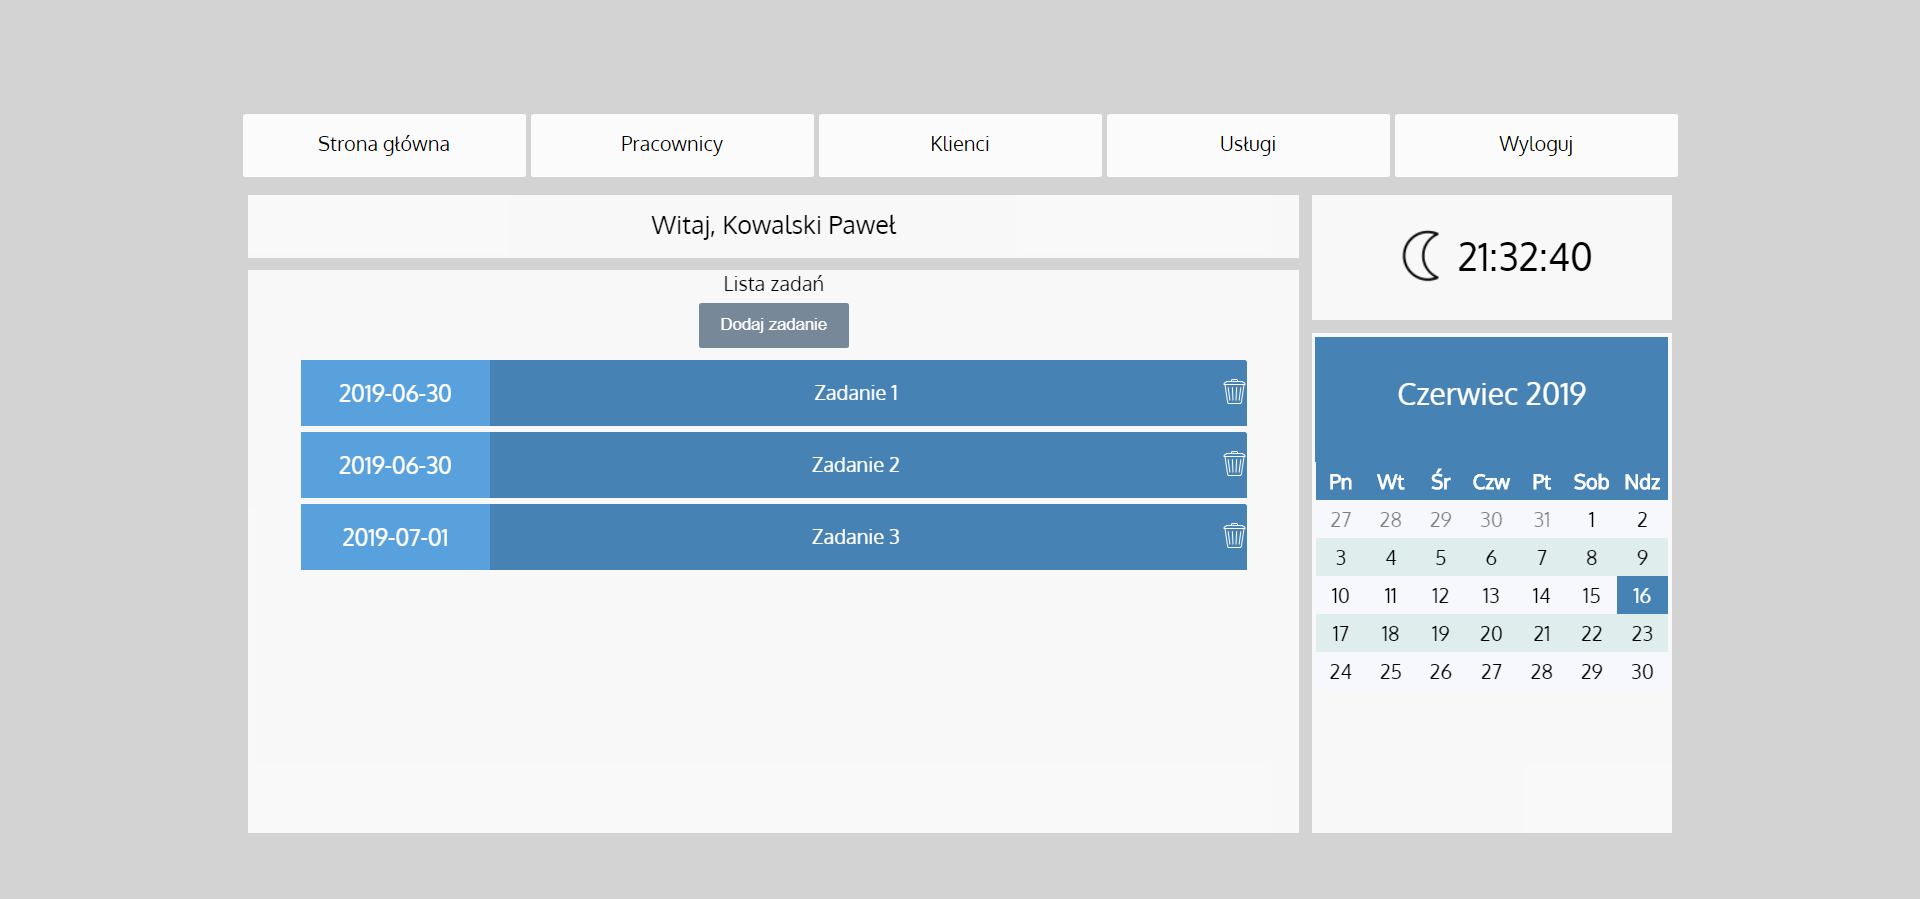 Strona główna Pracownicy Klienci Usługi Wyloguj
Witaj, Kowalski Paweł
21:32:40
Lista zadań
Dodaj zadanie
2019-06-30 Zadanie 1
2019-06-30 Zadanie 2
2019-07-01 Zadanie 3
Czerwiec 2019
Pn Wt Śr Czw Pt Sob Ndz
27 28 29 30 31 1 2
3 4 5 6 7 8 9
10 11 12 13 14 15 16
17 18 19 20 21 22 23
24 25 26 27 28 29 30